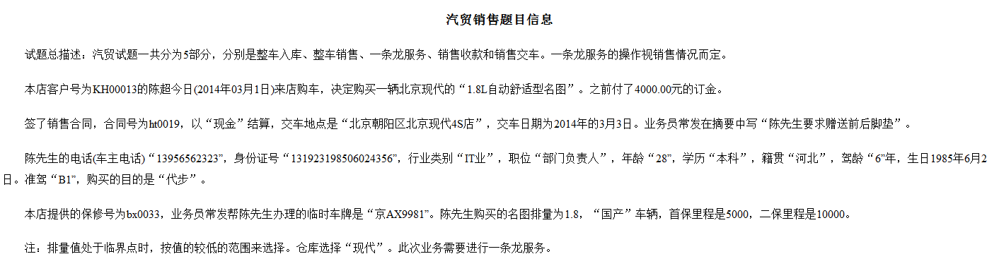 汽贸销售题目信息
试题总描述：汽贸试题一共分为5部分，分别是整车入库、整车销售、一条龙服务、销售收款和销售交车。一条龙服务的操作视销售情况而定。
本店客户号为KH00013的陈超今日(2014年03月1日)来店购车，决定购买一辆北京现代的“1.8L自动舒适型名图”。之前付了4000.00元的订金。
签了销售合同，合同号为ht0019，以“现金”结算，交车地点是“北京朝阳区北京现代4S店”，交车日期为2014年的3月3日。业务员常发在摘要中写“陈先生要求赠送前后脚垫”。
陈先生的电话(车主电话)“13956562323”，身份证号“131923198506024356”，行业类别“IT业”，职位“部门负责人”，年龄“28”，学历“本科”，籍贯“河北”，驾龄“6”年，生日1985年6月2
日。准驾“B1”，购买的目的是“代步”。
本店提供的保修号为bx0033，业务员常发帮陈先生办理的临时车牌是“京AX9981”。陈先生购买的名图排量为1.8，“国产”车辆，首保里程是5000，二保里程是10000。
注：排量值处于临界点时，按值的较低的范围来选择。仓库选择“现代”。此次业务需要进行一条龙服务。